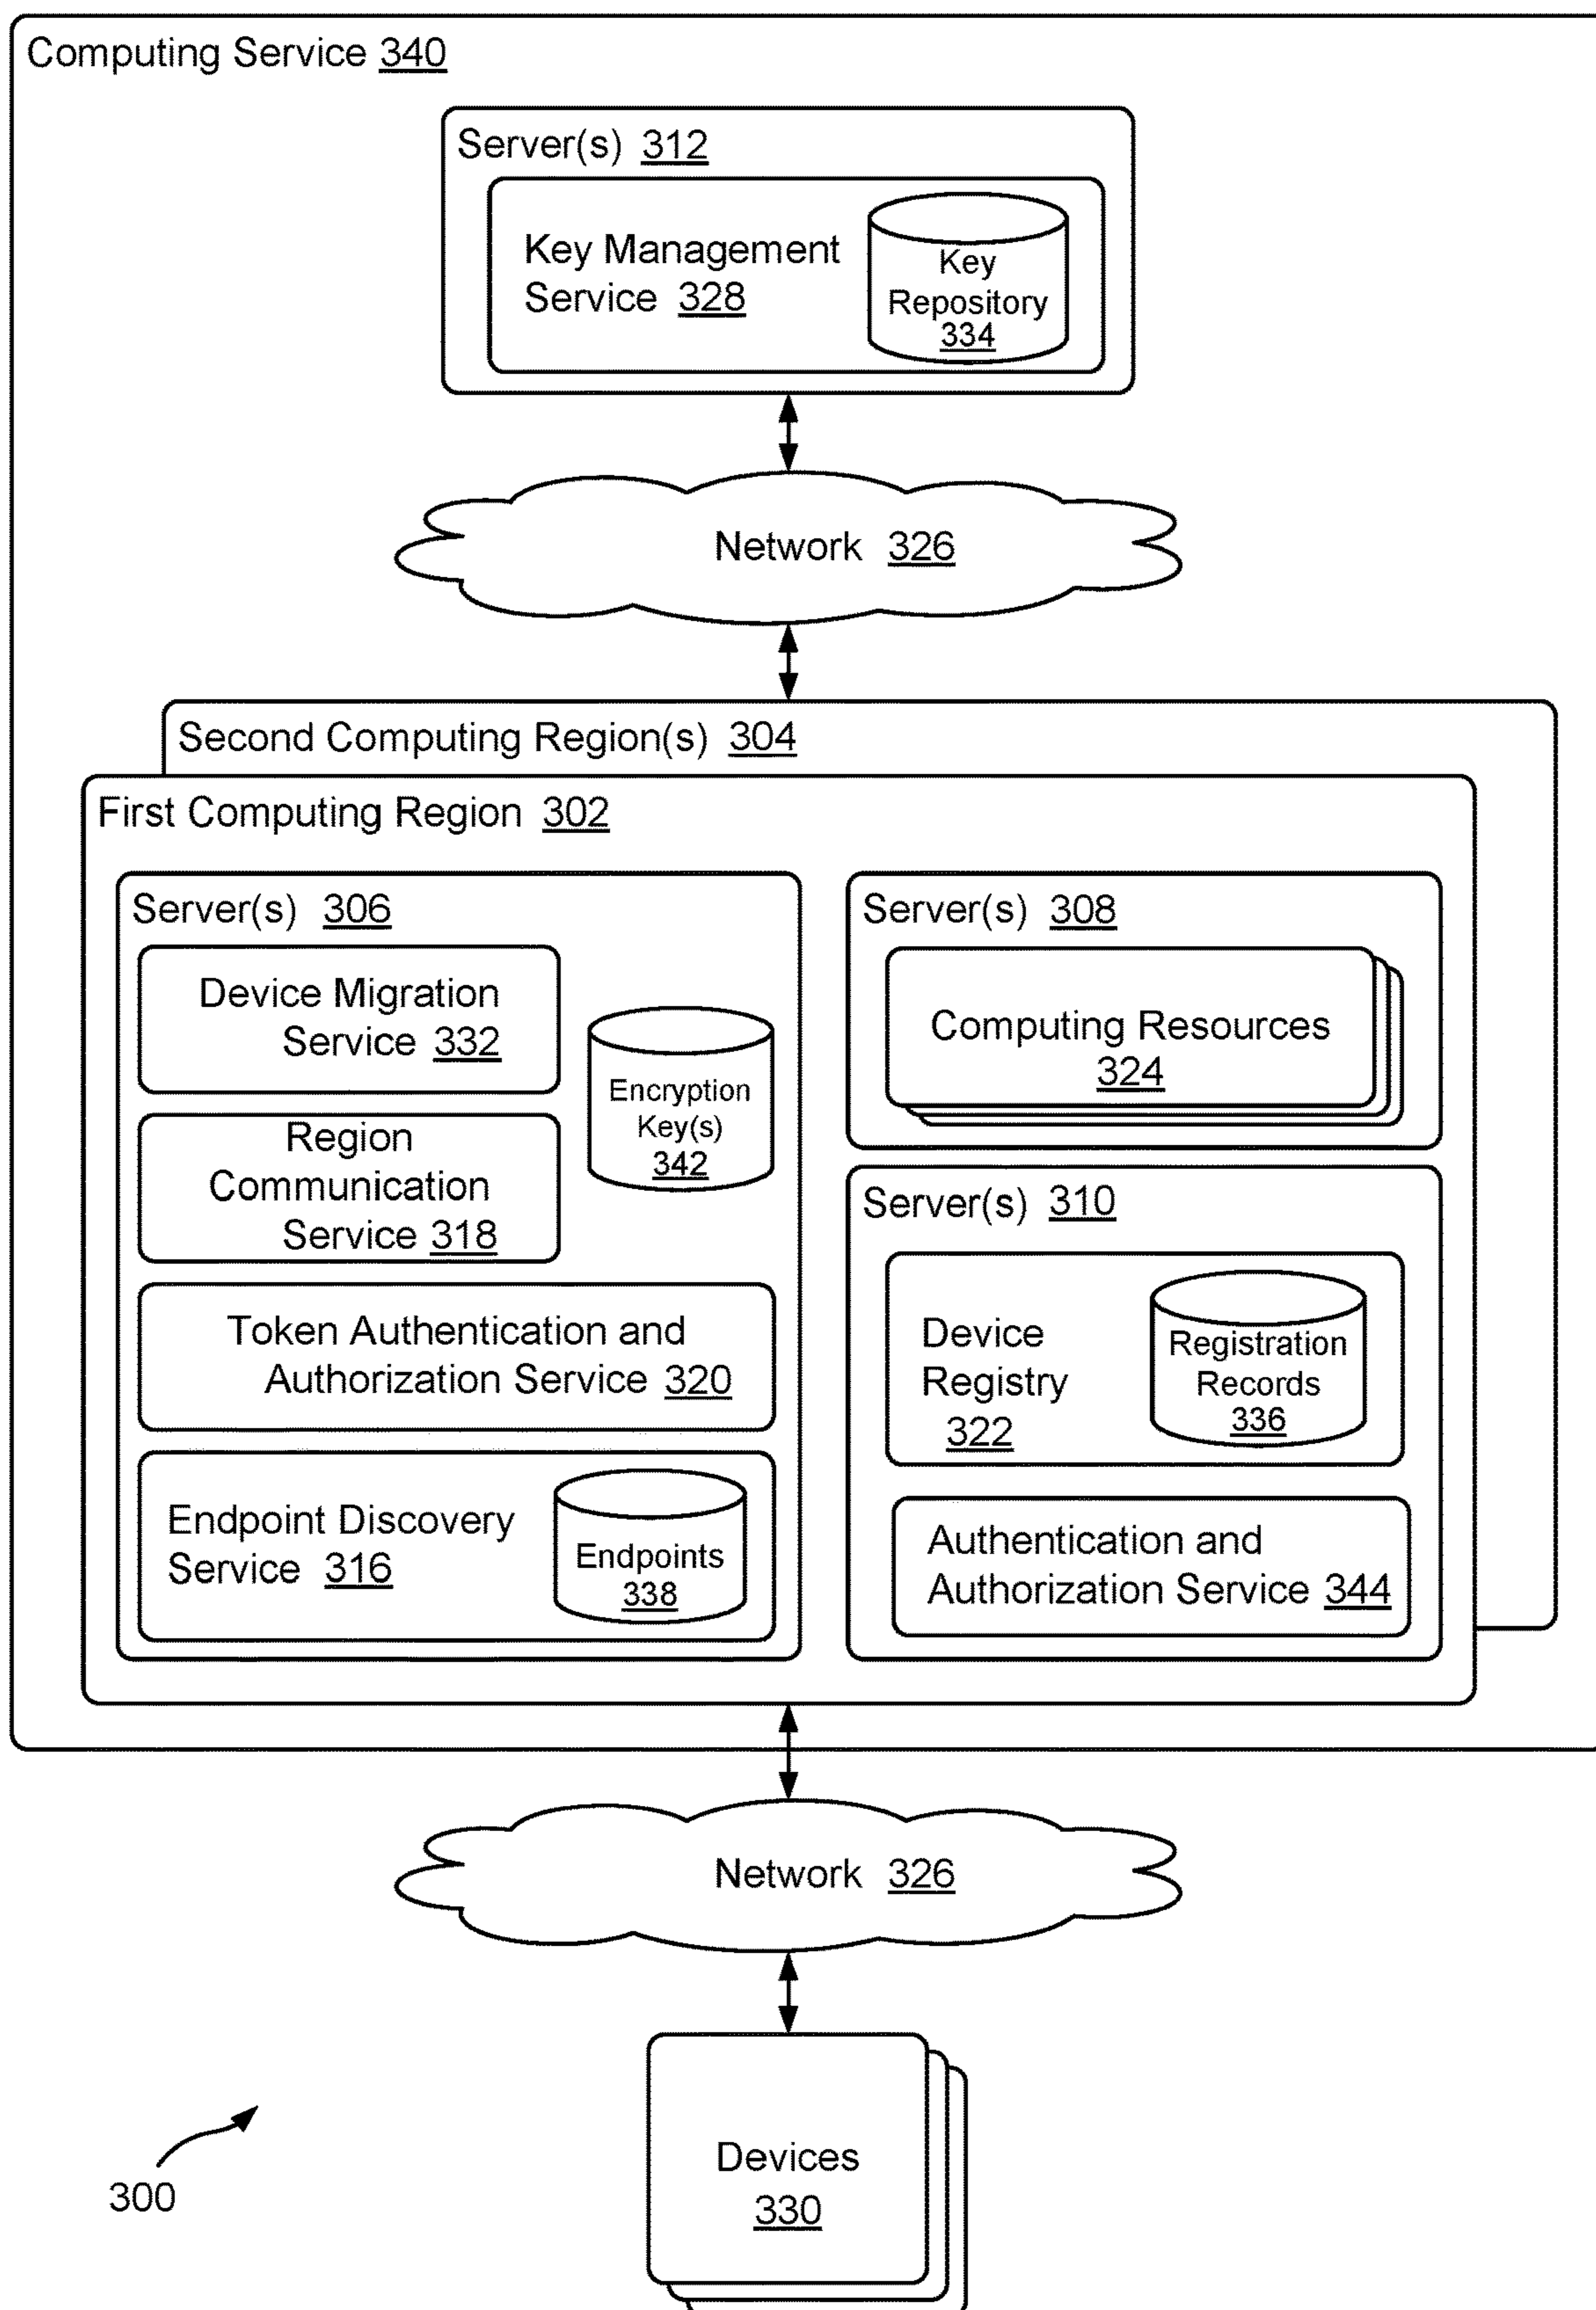 Computing Service 340
Server(s) 312
Key Management
Service 328
Key
Repository
334
Network 326
Second Computing Region(s) 304
First Computing Region 302
Server(s) 306
Device Migration
Service 332
Encryption
Key(s)
342
Region
Communication
Service 318
Token Authentication and
Authorization Service 320
Endpoint Discovery
Service 316
Endpoints
338
Server(s) 308
Computing Resources
324
Server(s) 310
Device
Registry
322
Registration
Records
336
Authentication and
Authorization Service 344
Network 326
Devices
330
300